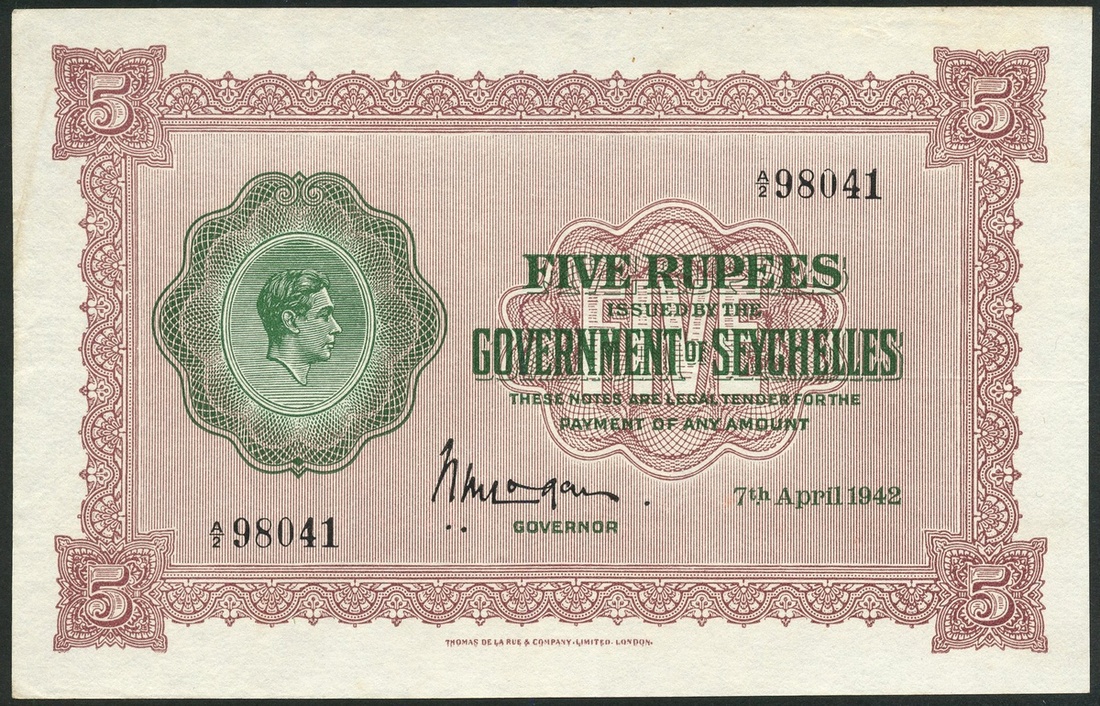 5 5
A/2 98041
FIVE RUPEES
FIVE
ISSUED BY THE
GOVERNMENT OF SEYCHELLES
THESE NOTES ARE LEGAL TENDER FOR THE
PAYMENT OF ANY AMOUNT
7th April 1942
GOVERNOR
A/2 98041
5 5
THOMAS DE LA RUE & COMPANY, LIMITED. LONDON.